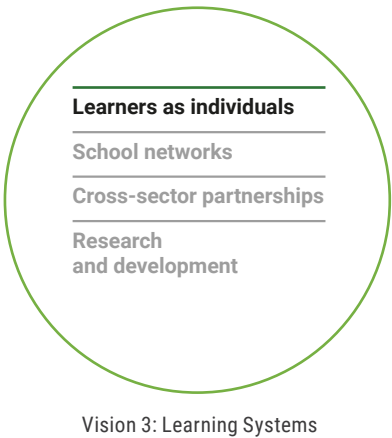 Learners as individuals
School networks
Cross-sector partnerships
Research
and development
Vision 3: Learning Systems